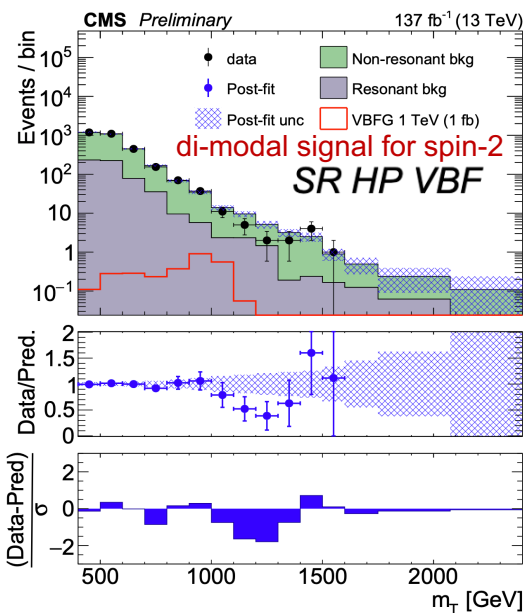 CMS Preliminary 137 fb⁻¹ (13 TeV)
Events / bin
10⁵
10⁴
10³
10²
10
1
10⁻¹
data
Non-resonant bkg
Post-fit
Resonant bkg
Post-fit unc
VBFG 1 TeV (1 fb)
di-modal signal for spin-2
SR HP VBF
Data/Pred.
2
1.5
1
0.5
0
(Data-Pred)
σ
2
0
−2
500 1000 1500 2000
m_T [GeV]